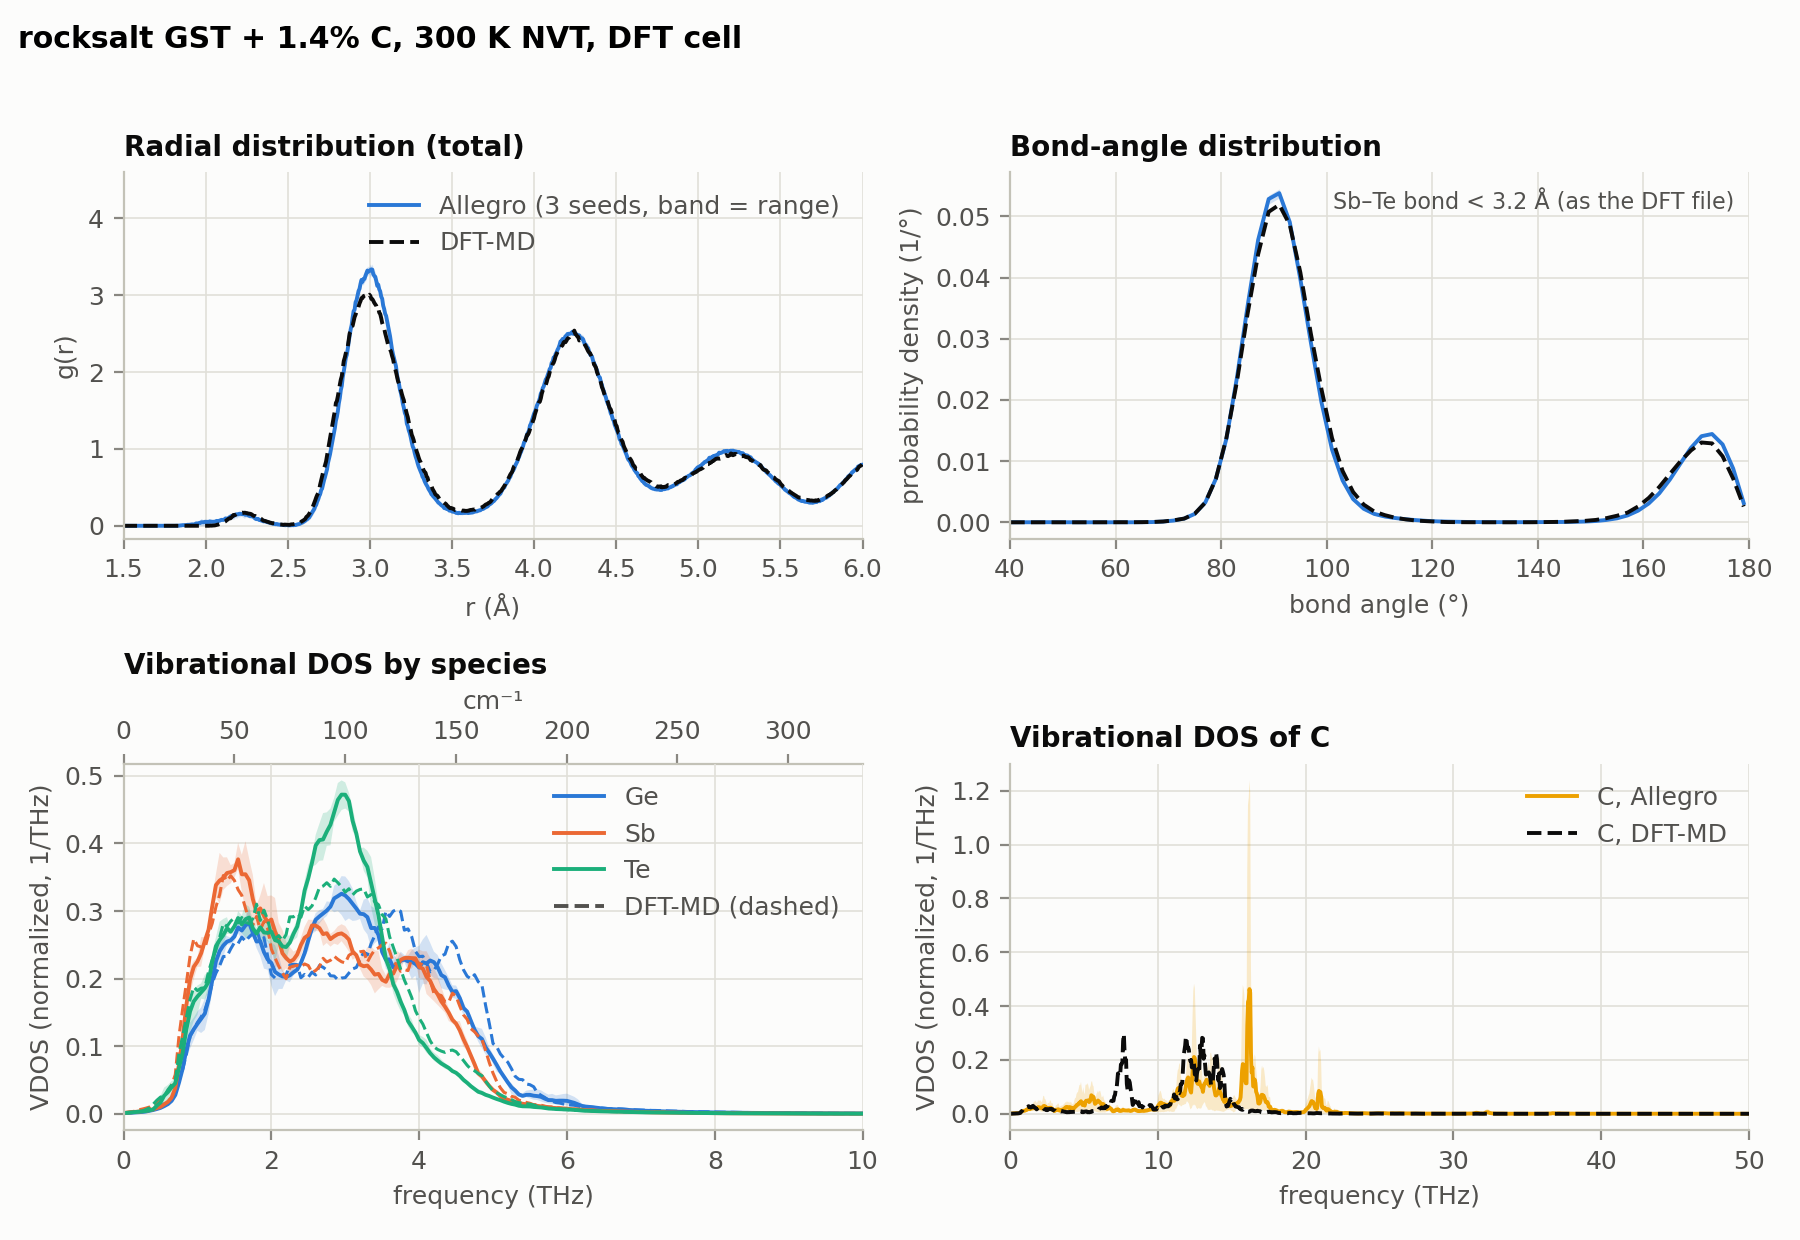 rocksalt GST + 1.4% C, 300 K NVT, DFT cell
Radial distribution (total)
g(r)
4
3
2
1
0
Allegro (3 seeds, band = range)
DFT-MD
1.5 2.0 2.5 3.0 3.5 4.0 4.5 5.0 5.5 6.0
r (Å)
Bond-angle distribution
probability density (1/°)
0.05
0.04
0.03
0.02
0.01
0.00
Sb–Te bond < 3.2 Å (as the DFT file)
40 60 80 100 120 140 160 180
bond angle (°)
Vibrational DOS by species
cm⁻¹
0 50 100 150 200 250 300
VDOS (normalized, 1/THz)
0.5
0.4
0.3
0.2
0.1
0.0
Ge
Sb
Te
DFT-MD (dashed)
0 2 4 6 8 10
frequency (THz)
Vibrational DOS of C
VDOS (normalized, 1/THz)
1.2
1.0
0.8
0.6
0.4
0.2
0.0
C, Allegro
C, DFT-MD
0 10 20 30 40 50
frequency (THz)